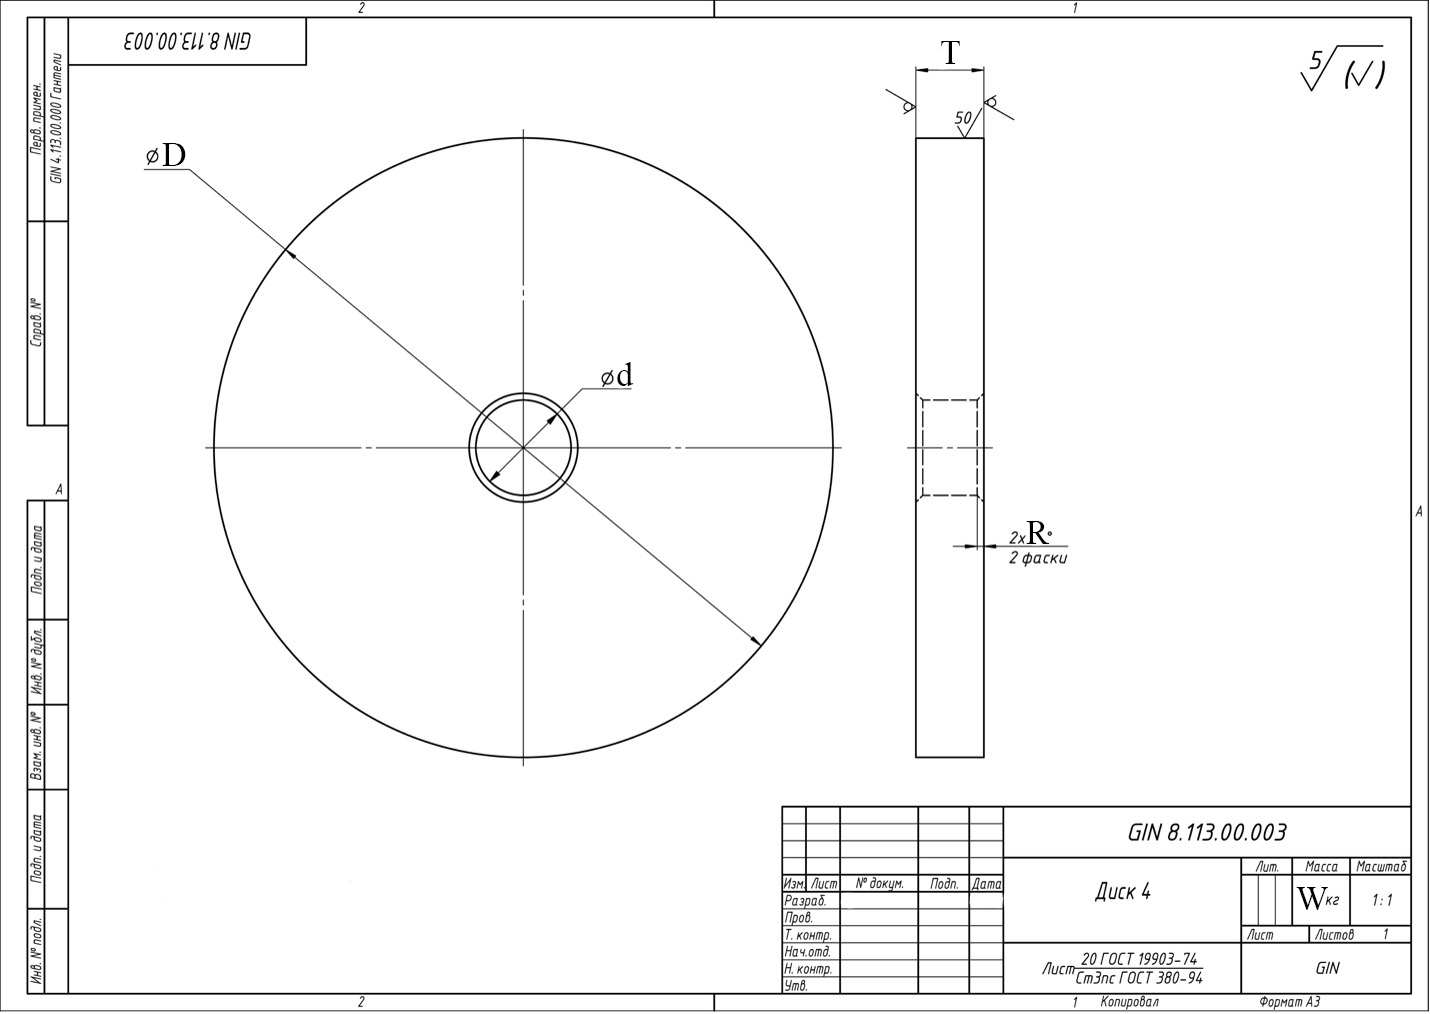 2
1
GIN 8.113.00.003
Перв. примен.
GIN 4.113.00.000 Гантели
Справ. №
T
50
5
(√)
⌀D
⌀d
2xR°
2 фаски
A
A
Подп. и дата
Инв. № дубл.
Взам. инв. №
Подп. и дата
Инв. № подл.
GIN 8.113.00.003
Изм. Лист № докум. Подп. Дата
Разраб.
Пров.
Т. контр.
Нач.отд.
Н. контр.
Утв.
Диск 4
Лит. Масса Масштаб
Wкг 1:1
Лист Листов 1
Лист 20 ГОСТ 19903-74
Ст3пс ГОСТ 380-94
GIN
2
1 Копировал Формат А3